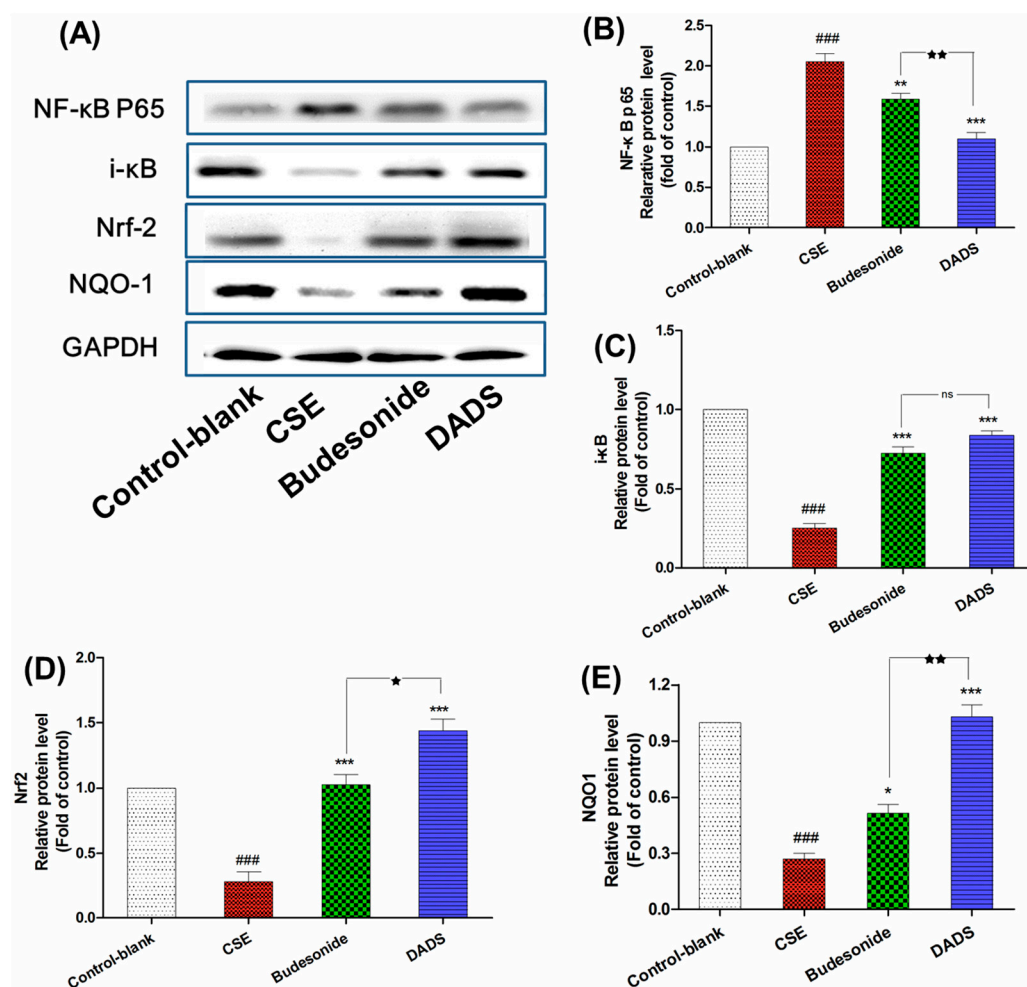 (A)
NF-κB P65
i-κB
Nrf-2
NQO-1
GAPDH
Control-blank
CSE
Budesonide
DADS
(B)
NF-κ B p 65
Relarative protein level
(fold of control)
2.5
2.0
1.5
1.0
0.5
0.0
###
**
★★
***
Control-blank
CSE
Budesonide
DADS
(C)
i-κB
Relative protein level
(Fold of control)
1.5
1.0
0.5
0.0
###
***
ns
***
Control-blank
CSE
Budesonide
DADS
(D)
Nrf2
Relative protein level
(Fold of control)
2.0
1.5
1.0
0.5
0.0
###
***
★
***
Control-blank
CSE
Budesonide
DADS
(E)
NQO1
Relative protein level
(Fold of control)
1.2
0.9
0.6
0.3
0.0
###
*
★★
***
Control-blank
CSE
Budesonide
DADS